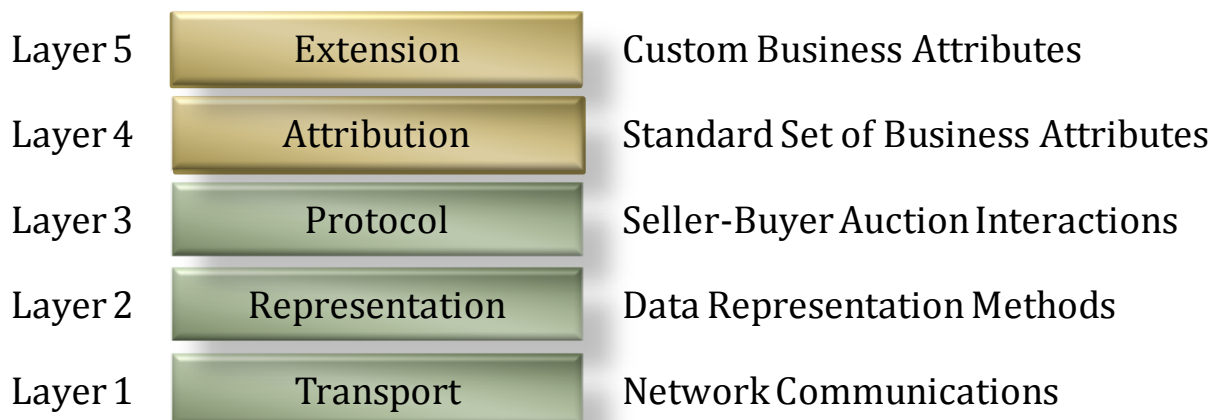 Layer 5 Extension Custom Business Attributes
Layer 4 Attribution Standard Set of Business Attributes
Layer 3 Protocol Seller-Buyer Auction Interactions
Layer 2 Representation Data Representation Methods
Layer 1 Transport Network Communications